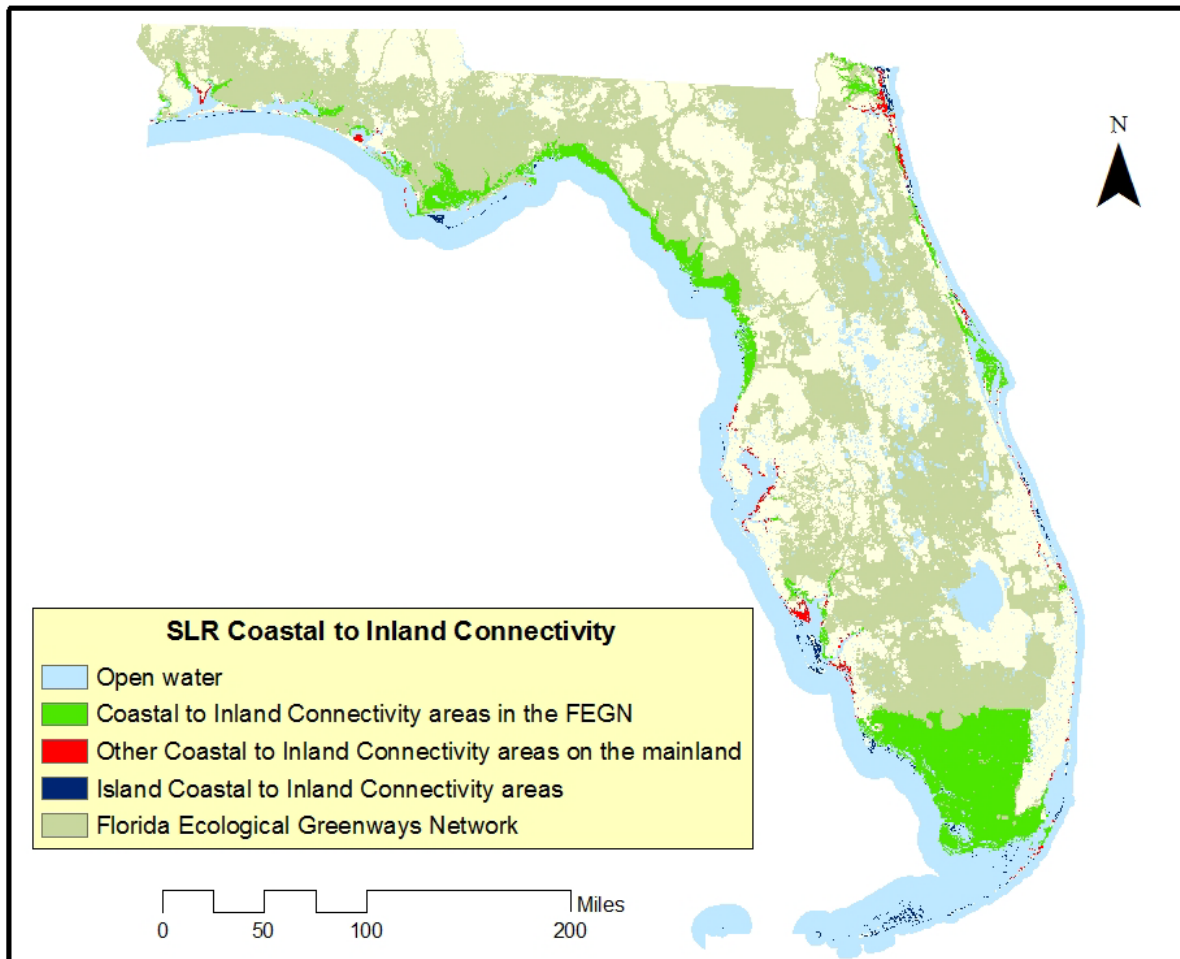 N
SLR Coastal to Inland Connectivity
Open water
Coastal to Inland Connectivity areas in the FEGN
Other Coastal to Inland Connectivity areas on the mainland
Island Coastal to Inland Connectivity areas
Florida Ecological Greenways Network
Miles
0 50 100 200